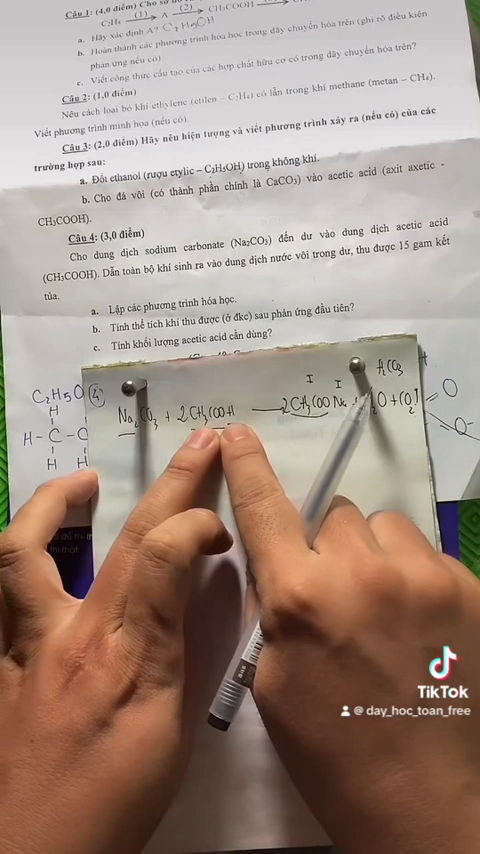 Câu 1: (4,0 điểm) Cho sơ đồ
C₂H₄ (1) A (2) CH₃COOH
a. Hãy xác định A? C₂H₅OH
b. Hoàn thành các phương trình hóa học trong dãy chuyển hóa trên (ghi rõ điều kiện
phản ứng nếu có)
c. Viết công thức cấu tạo của các hợp chất hữu cơ có trong dãy chuyển hóa trên?
Câu 2: (1,0 điểm)
Nêu cách loại bỏ khí ethylene (etilen – C₂H₄) có lẫn trong khí methane (metan – CH₄).
Viết phương trình minh họa (nếu có).
Câu 3: (2,0 điểm) Hãy nêu hiện tượng và viết phương trình xảy ra (nếu có) của các
trường hợp sau:
a. Đốt ethanol (rượu etylic – C₂H₅OH) trong không khí.
b. Cho đá vôi (có thành phần chính là CaCO₃) vào acetic acid (axit axetic -
CH₃COOH).
Câu 4: (3,0 điểm)
Cho dung dịch sodium carbonate (Na₂CO₃) đến dư vào dung dịch acetic acid
(CH₃COOH). Dẫn toàn bộ khí sinh ra vào dung dịch nước vôi trong dư, thu được 15 gam kết
tủa.
a. Lập các phương trình hóa học.
b. Tính thể tích khí thu được (ở đkc) sau phản ứng đầu tiên?
c. Tính khối lượng acetic acid cần dùng?
I I H₂CO₃
4) Na₂CO₃ + 2CH₃COOH → 2CH₃COONa + H₂O + CO₂↑
C₂H₅O
H
H-C-C
H H
O
O-
TikTok
@day_hoc_toan_free